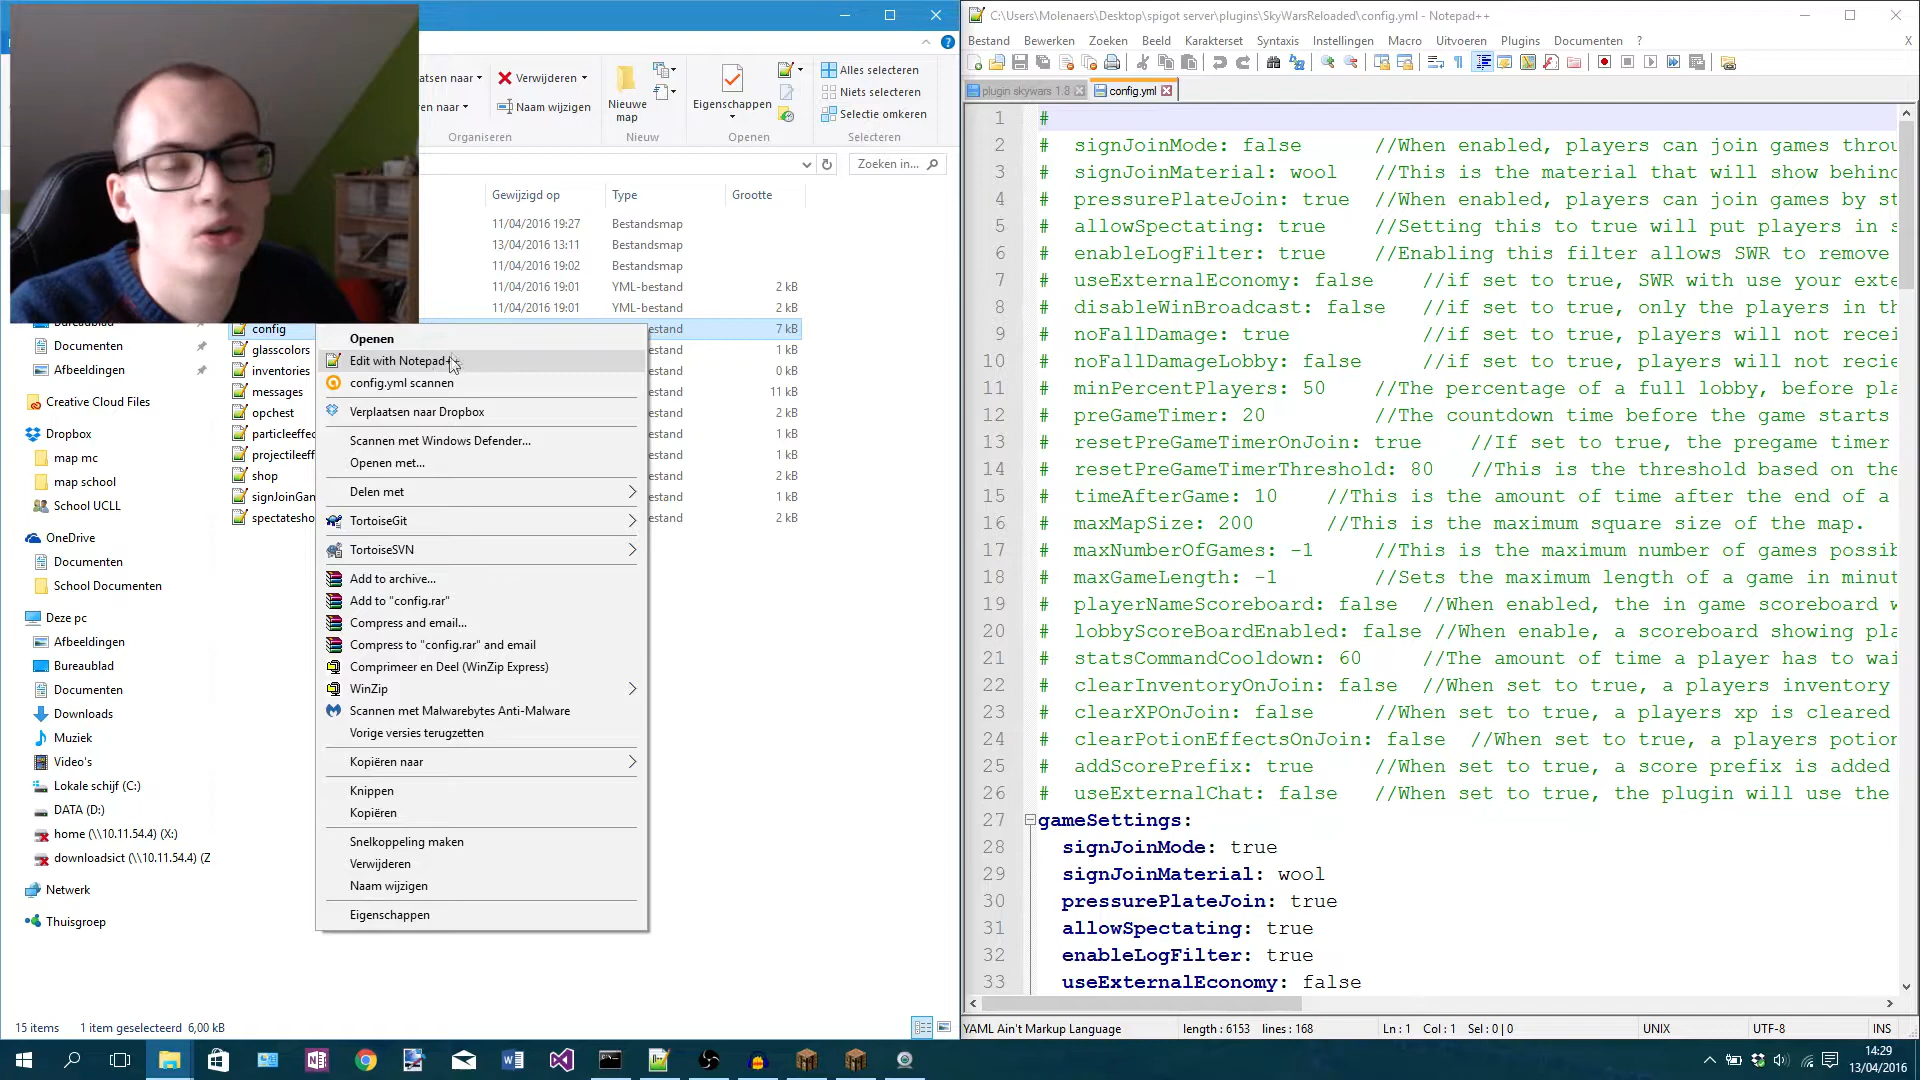 atsen naar
Verwijderen
en naar
Naam wijzigen
Organiseren
Nieuwe
map
Nieuw
Eigenschappen
Openen
Alles selecteren
Niets selecteren
Selectie omkeren
Selecteren
Zoeken in...
Gewijzigd op Type Grootte
11/04/2016 19:27 Bestandsmap
13/04/2016 13:11 Bestandsmap
11/04/2016 19:02 Bestandsmap
11/04/2016 19:01 YML-bestand 2 kB
11/04/2016 19:01 YML-bestand 2 kB
config estand 7 kB
glasscolors estand 1 kB
inventories estand 0 kB
messages estand 11 kB
opchest estand 2 kB
particleeffec estand 2 kB
projectileeff estand 1 kB
shop estand 4 kB
signJoinGan estand 1 kB
spectatesho estand 2 kB
Documenten
Afbeeldingen
Creative Cloud Files
Dropbox
map mc
map school
School UCLL
OneDrive
Documenten
School Documenten
Deze pc
Afbeeldingen
Bureaublad
Documenten
Downloads
Muziek
Video's
Lokale schijf (C:)
DATA (D:)
home (\\10.11.54.4) (X:)
downloadsict (\\10.11.54.4) (Z
Netwerk
Thuisgroep
Openen
Edit with Notepad+
config.yml scannen
Verplaatsen naar Dropbox
Scannen met Windows Defender...
Openen met...
Delen met
TortoiseGit
TortoiseSVN
Add to archive...
Add to "config.rar"
Compress and email...
Compress to "config.rar" and email
Comprimeer en Deel (WinZip Express)
WinZip
Scannen met Malwarebytes Anti-Malware
Vorige versies terugzetten
Kopiëren naar
Knippen
Kopiëren
Snelkoppeling maken
Verwijderen
Naam wijzigen
Eigenschappen
15 items 1 item geselecteerd 6,00 kB
C:\Users\Molenaers\Desktop\spigot server\plugins\SkyWarsReloaded\config.yml - Notepad++
Bestand Bewerken Zoeken Beeld Karakterset Syntaxis Instellingen Macro Uitvoeren Plugins Documenten ? X
plugin skywars 1.8 config.yml
1 #
2 # signJoinMode: false //When enabled, players can join games throu
3 # signJoinMaterial: wool //This is the material that will show behind
4 # pressurePlateJoin: true //When enabled, players can join games by st
5 # allowSpectating: true //Setting this to true will put players in s
6 # enableLogFilter: true //Enabling this filter allows SWR to remove
7 # useExternalEconomy: false //if set to true, SWR with use your exte
8 # disableWinBroadcast: false //if set to true, only the players in th
9 # noFallDamage: true //if set to true, players will not recei
10 # noFallDamageLobby: false //if set to true, players will not recie
11 # minPercentPlayers: 50 //The percentage of a full lobby, before pla
12 # preGameTimer: 20 //The countdown time before the game starts
13 # resetPreGameTimerOnJoin: true //If set to true, the pregame timer
14 # resetPreGameTimerThreshold: 80 //This is the threshold based on the
15 # timeAfterGame: 10 //This is the amount of time after the end of a
16 # maxMapSize: 200 //This is the maximum square size of the map.
17 # maxNumberOfGames: -1 //This is the maximum number of games possib
18 # maxGameLength: -1 //Sets the maximum length of a game in minut
19 # playerNameScoreboard: false //When enabled, the in game scoreboard w
20 # lobbyScoreBoardEnabled: false //When enable, a scoreboard showing pla
21 # statsCommandCooldown: 60 //The amount of time a player has to wai
22 # clearInventoryOnJoin: false //When set to true, a players inventory
23 # clearXPOnJoin: false //When set to true, a players xp is cleared
24 # clearPotionEffectsOnJoin: false //When set to true, a players potion
25 # addScorePrefix: true //When set to true, a score prefix is added
26 # useExternalChat: false //When set to true, the plugin will use the
27 gameSettings:
28 signJoinMode: true
29 signJoinMaterial: wool
30 pressurePlateJoin: true
31 allowSpectating: true
32 enableLogFilter: true
33 useExternalEconomy: false
YAML Ain't Markup Language length : 6153 lines : 168 Ln : 1 Col : 1 Sel : 0 | 0 UNIX UTF-8 INS
14:29
13/04/2016